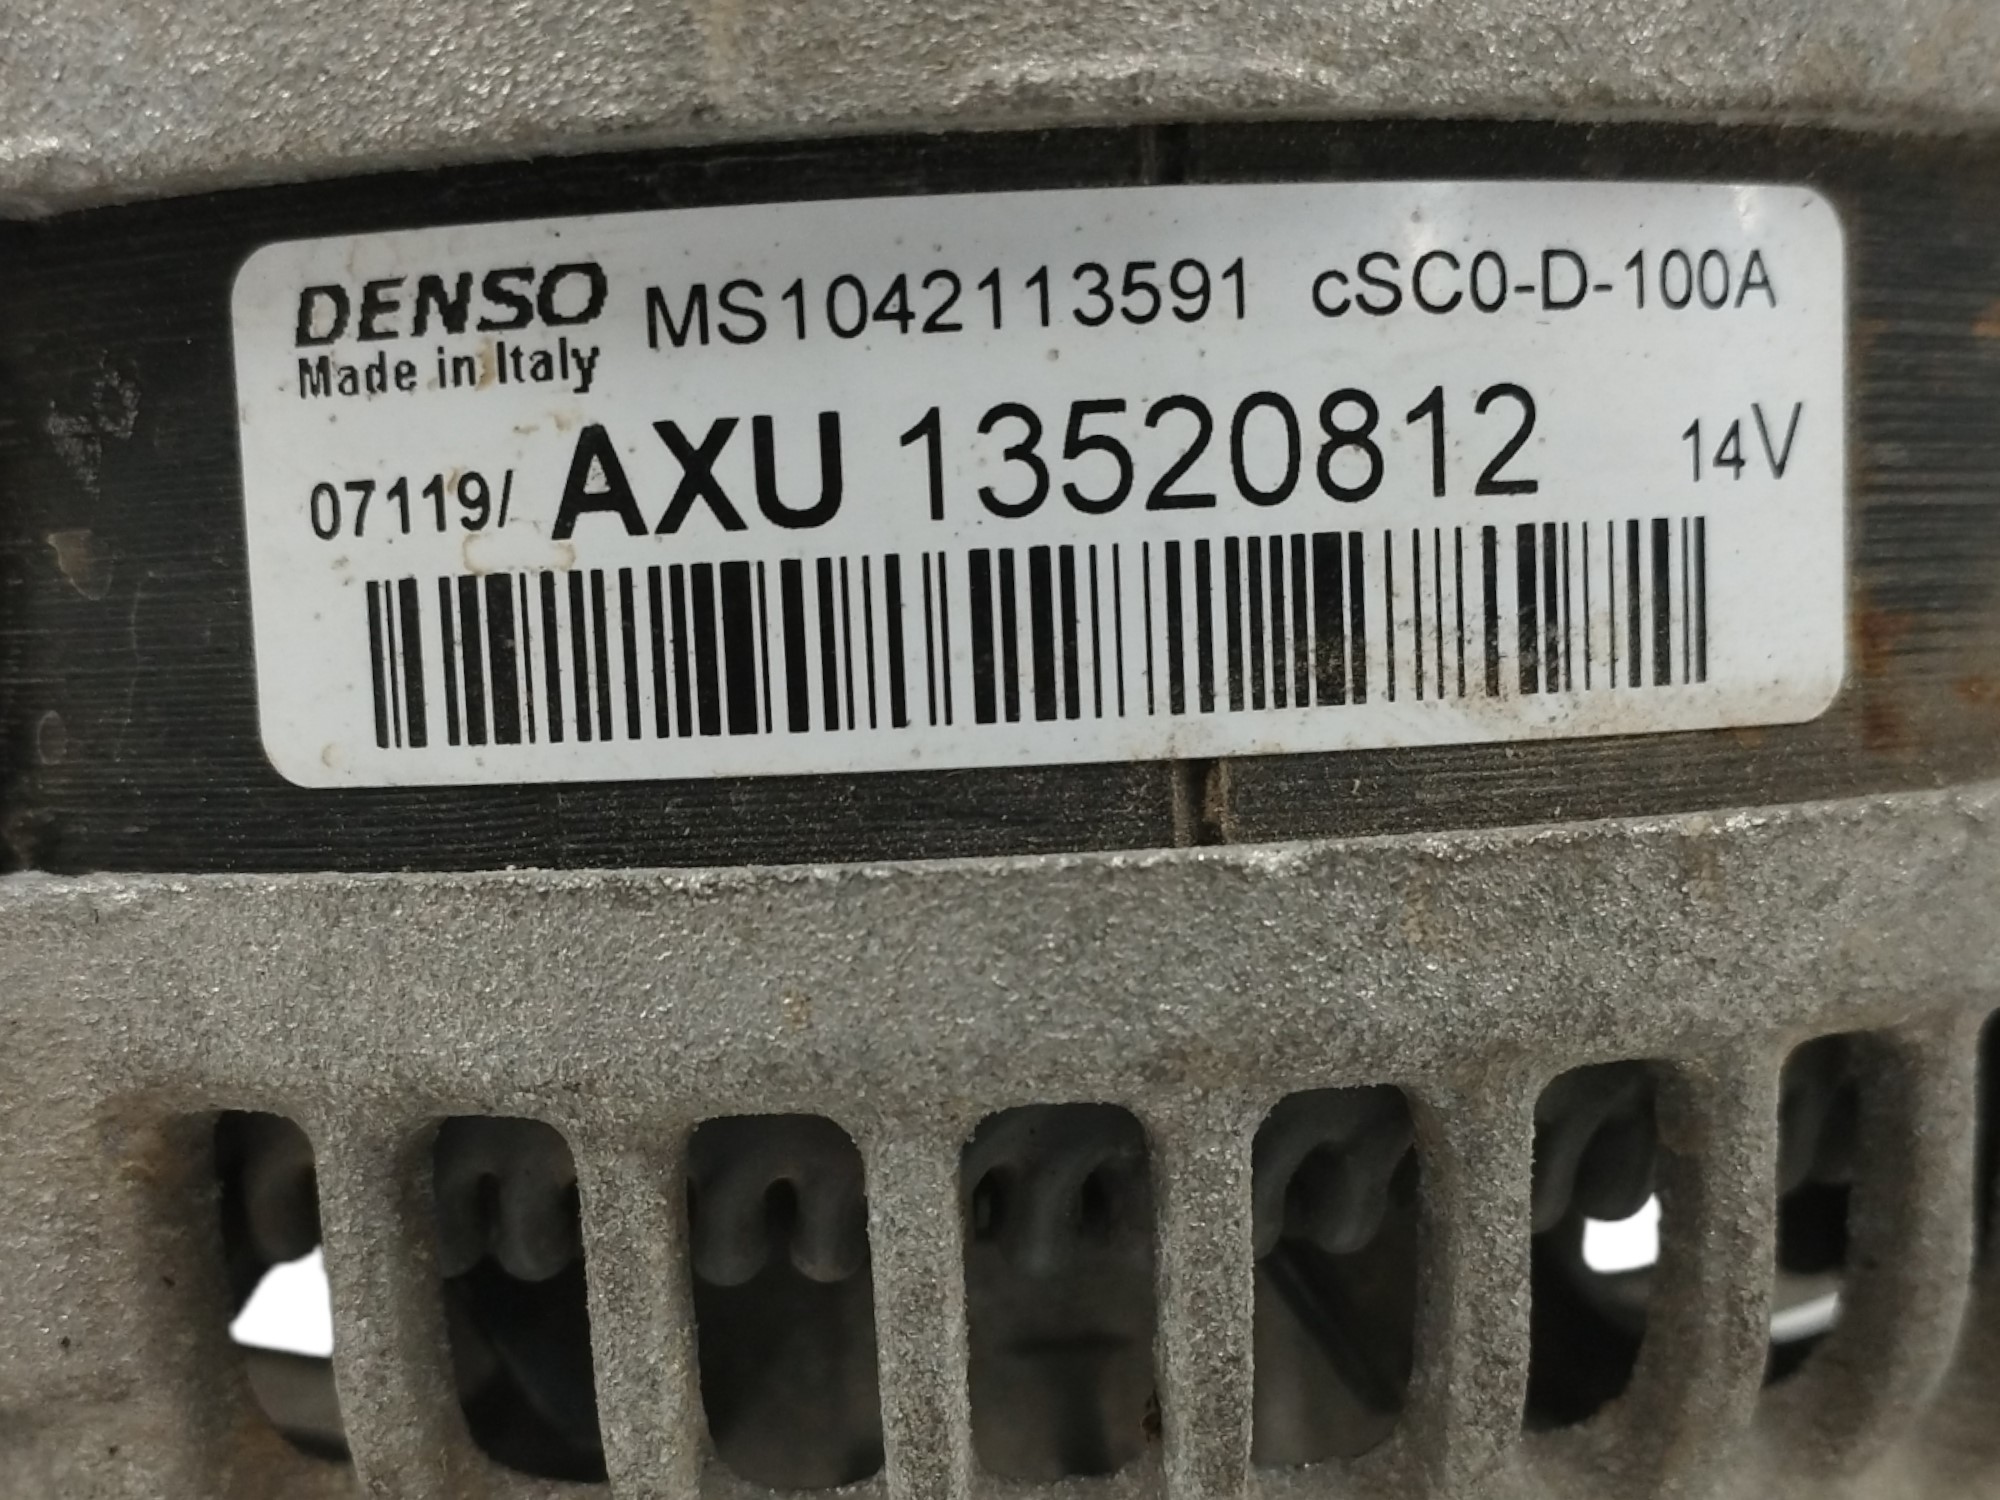 DENSO MS1042113591 cSC0-D-100A
Made in Italy
07119/ AXU 13520812 14V